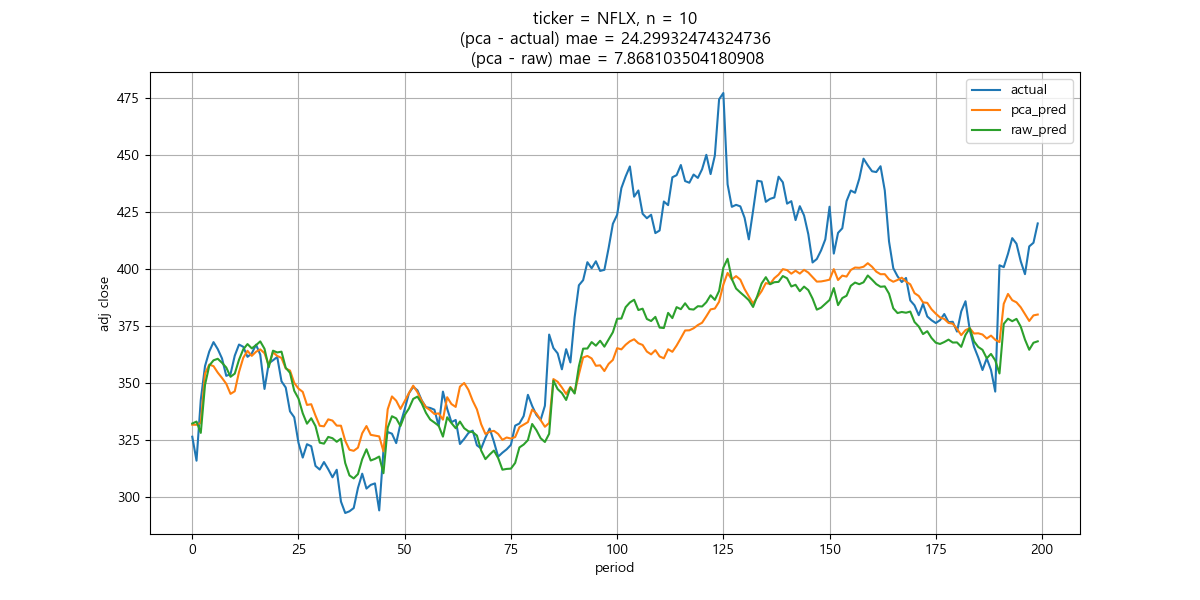 ticker = NFLX, n = 10
(pca - actual) mae = 24.29932474324736
(pca - raw) mae = 7.868103504180908
actual
pca_pred
raw_pred
adj close
475
450
425
400
375
350
325
300
0 25 50 75 100 125 150 175 200
period